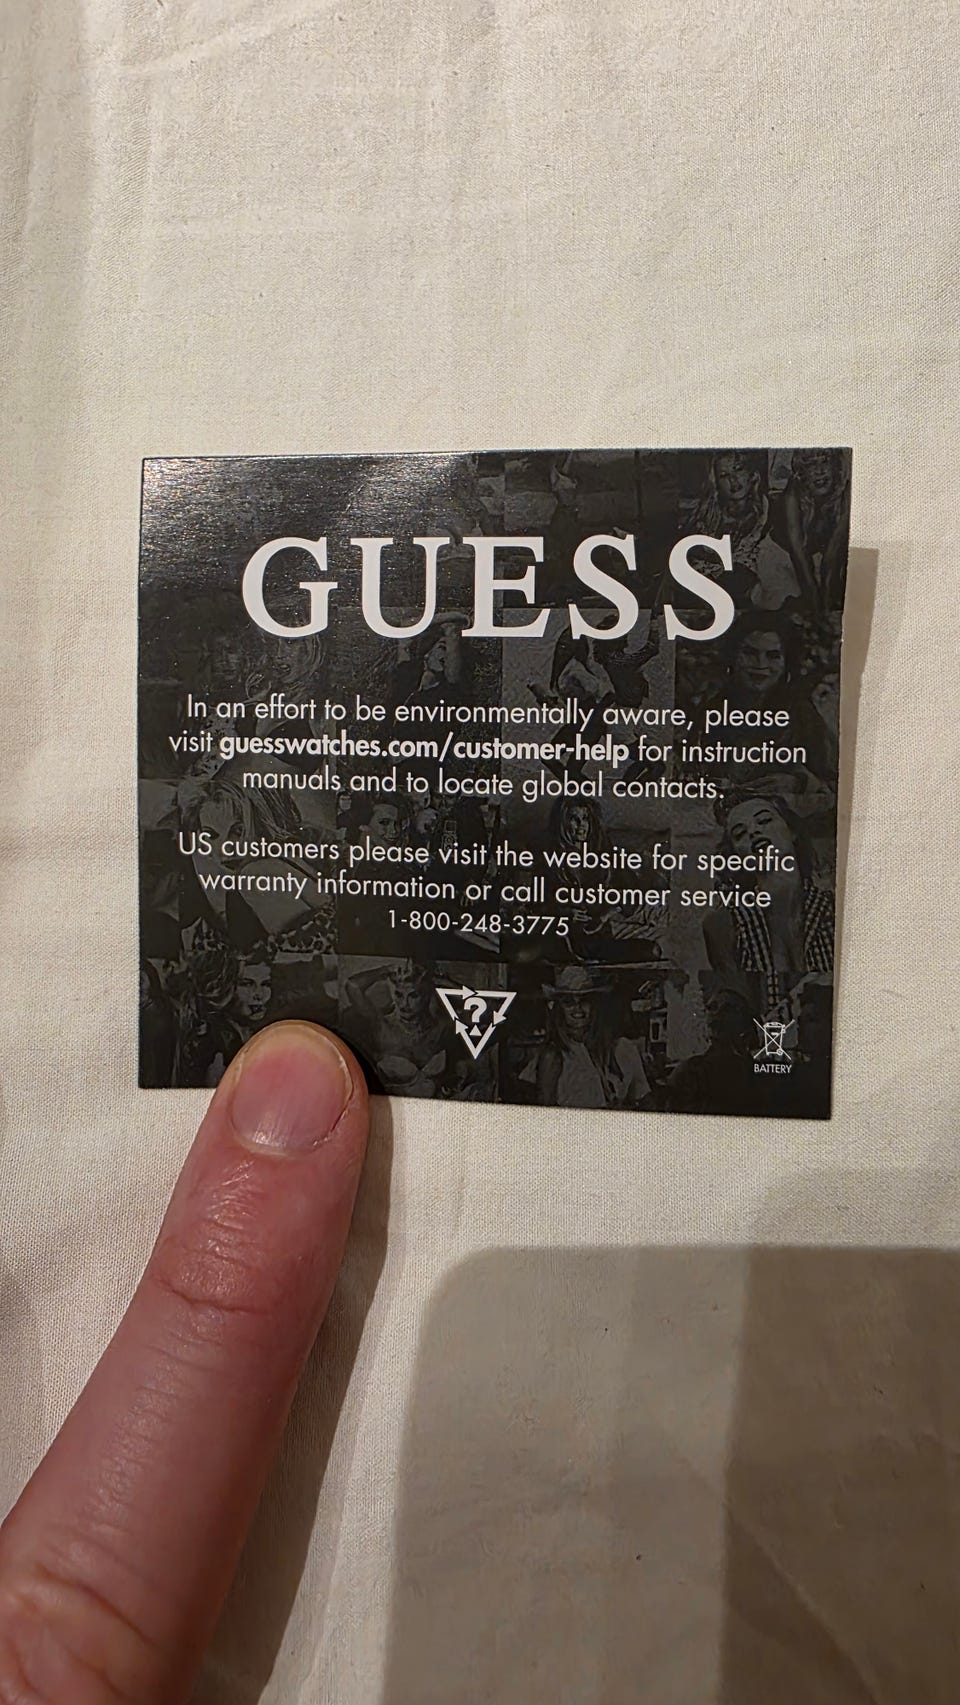 GUESS
In an effort to be environmentally aware, please
visit guesswatches.com/customer-help for instruction
manuals and to locate global contacts.
US customers please visit the website for specific
warranty information or call customer service
1-800-248-3775
?
BATTERY